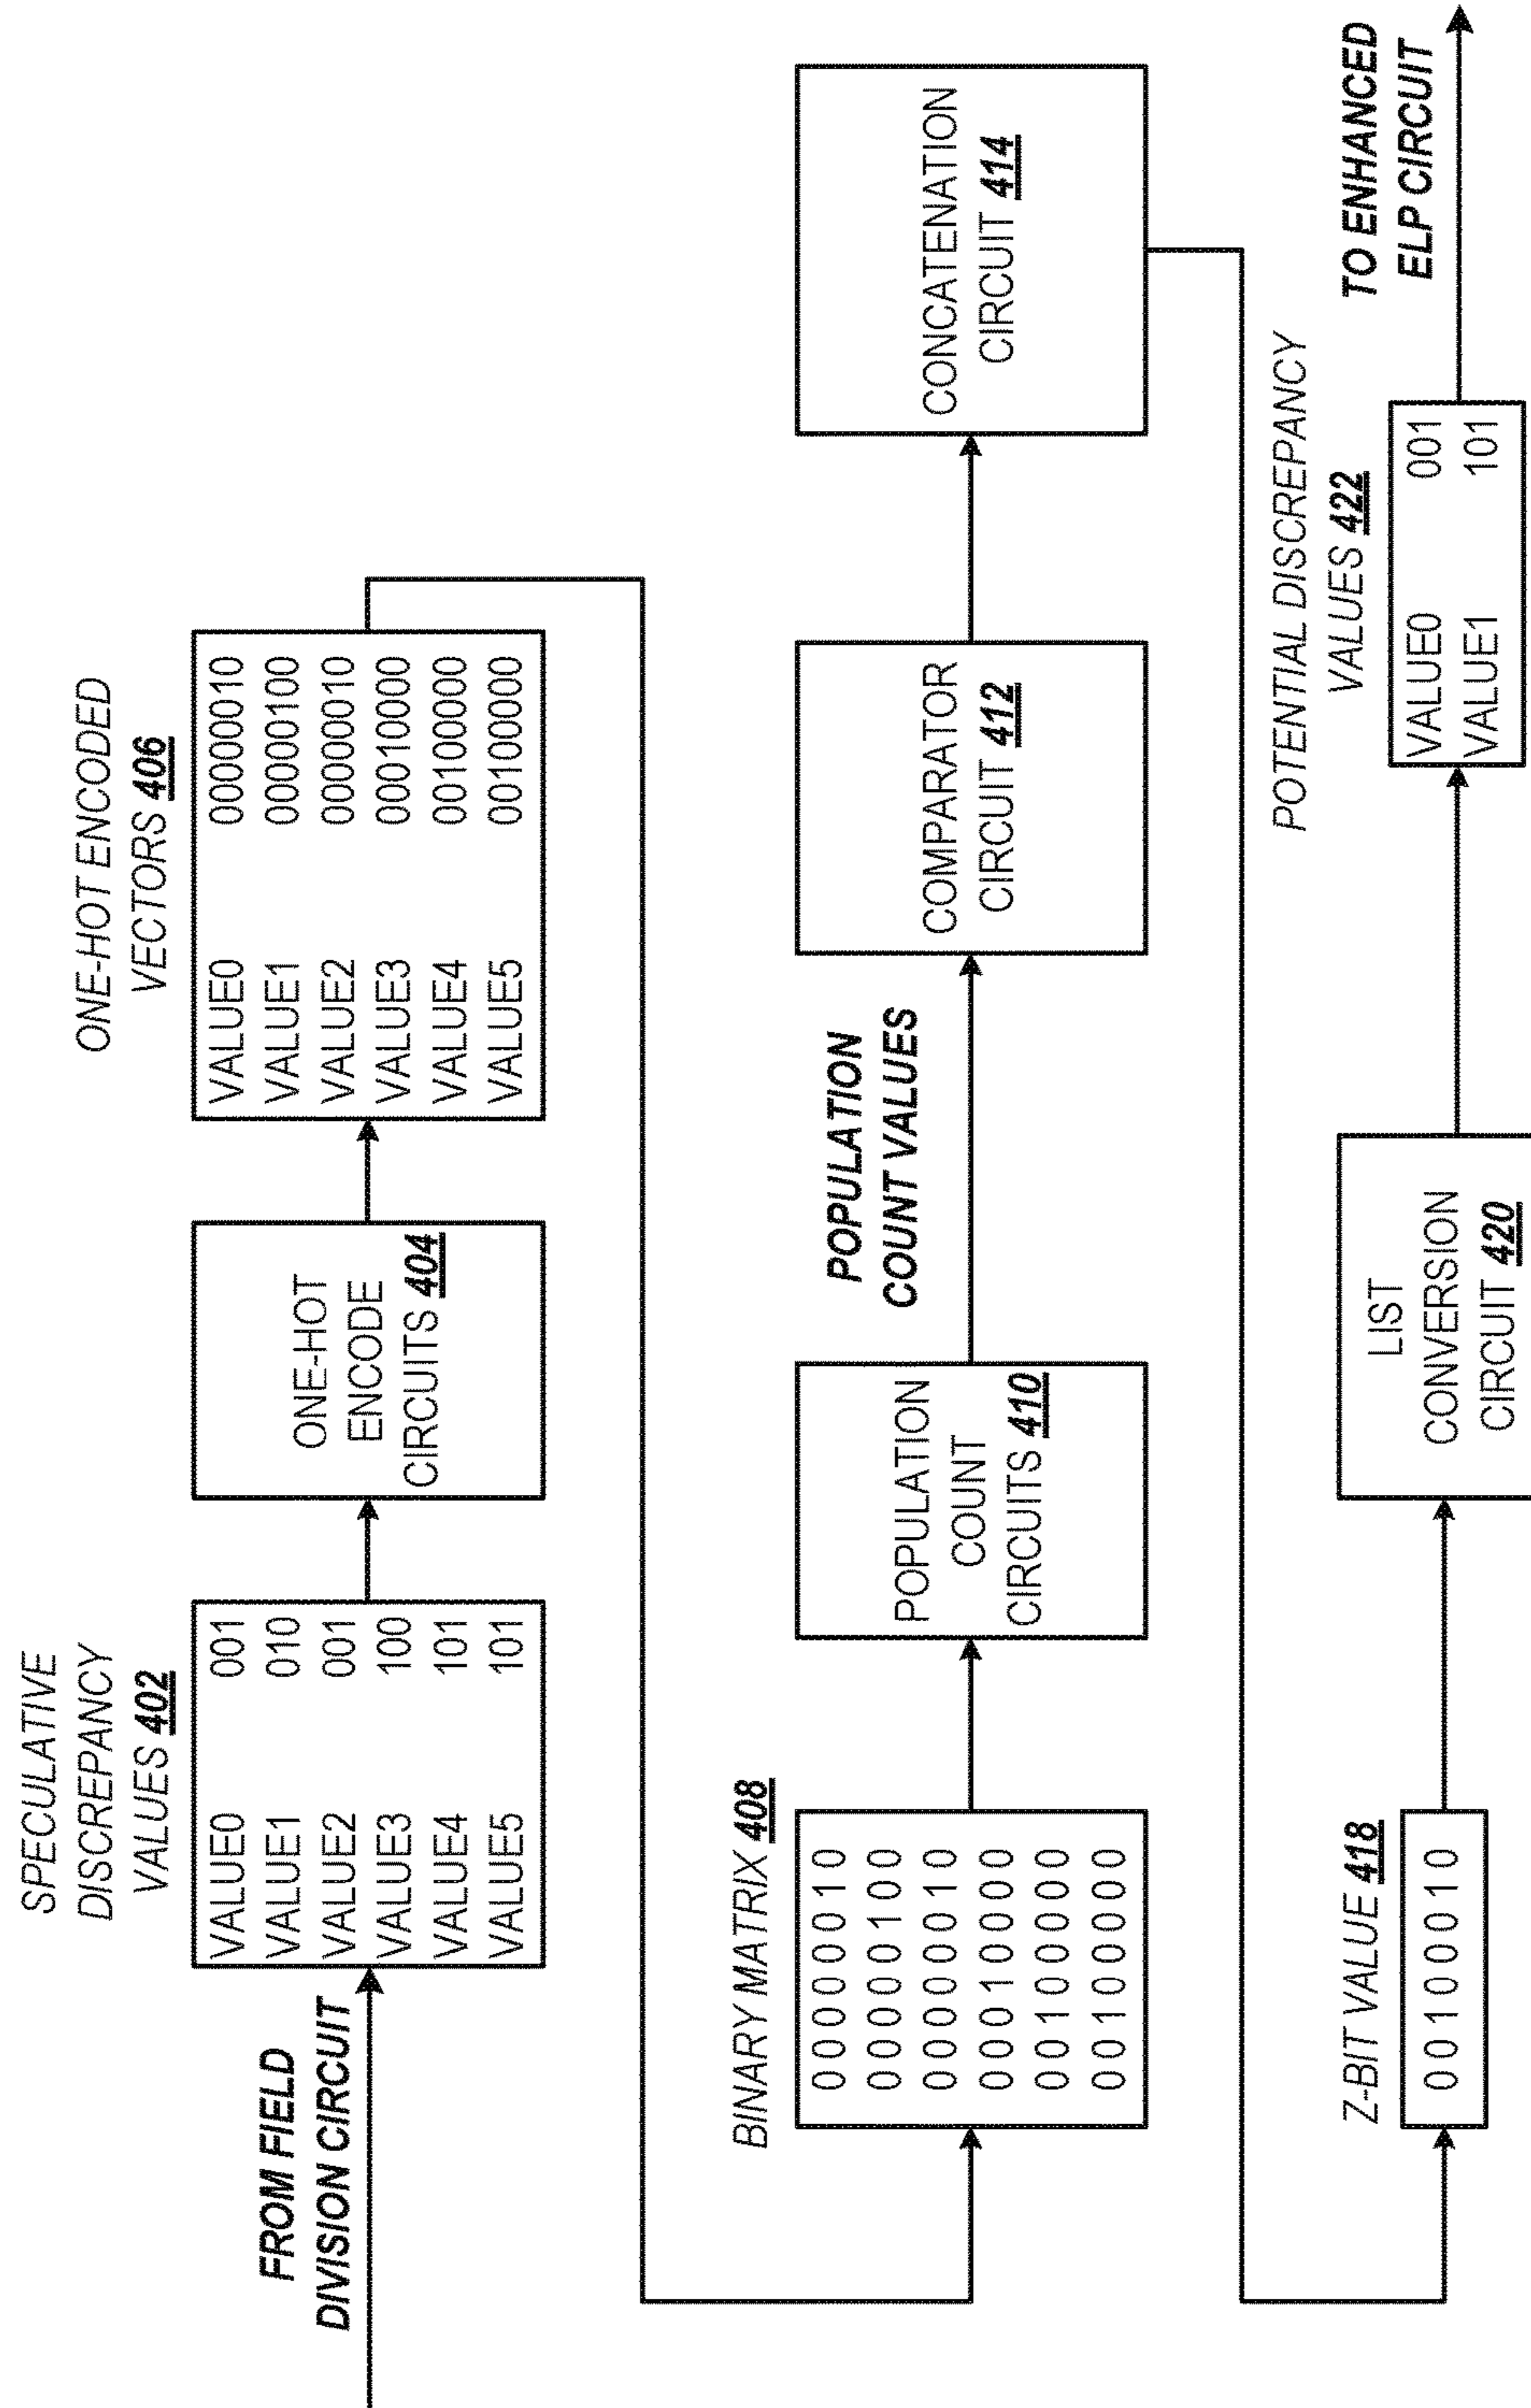 SPECULATIVE
DISCREPANCY
VALUES 402
FROM FIELD
DIVISION CIRCUIT
VALUE0 001
VALUE1 010
VALUE2 001
VALUE3 100
VALUE4 101
VALUE5 101
ONE-HOT
ENCODE
CIRCUITS 404
ONE-HOT ENCODED
VECTORS 406
VALUE0 00000010
VALUE1 00000100
VALUE2 00000010
VALUE3 00010000
VALUE4 00100000
VALUE5 00100000
BINARY MATRIX 408
0 0 0 0 0 0 1 0
0 0 0 0 0 1 0 0
0 0 0 0 0 0 1 0
0 0 0 1 0 0 0 0
0 0 1 0 0 0 0 0
0 0 1 0 0 0 0 0
POPULATION
COUNT
CIRCUITS 410
POPULATION
COUNT VALUES
COMPARATOR
CIRCUIT 412
CONCATENATION
CIRCUIT 414
Z-BIT VALUE 418
0 0 1 0 0 0 1 0
LIST
CONVERSION
CIRCUIT 420
POTENTIAL DISCREPANCY
VALUES 422
VALUE0 001
VALUE1 101
TO ENHANCED
ELP CIRCUIT